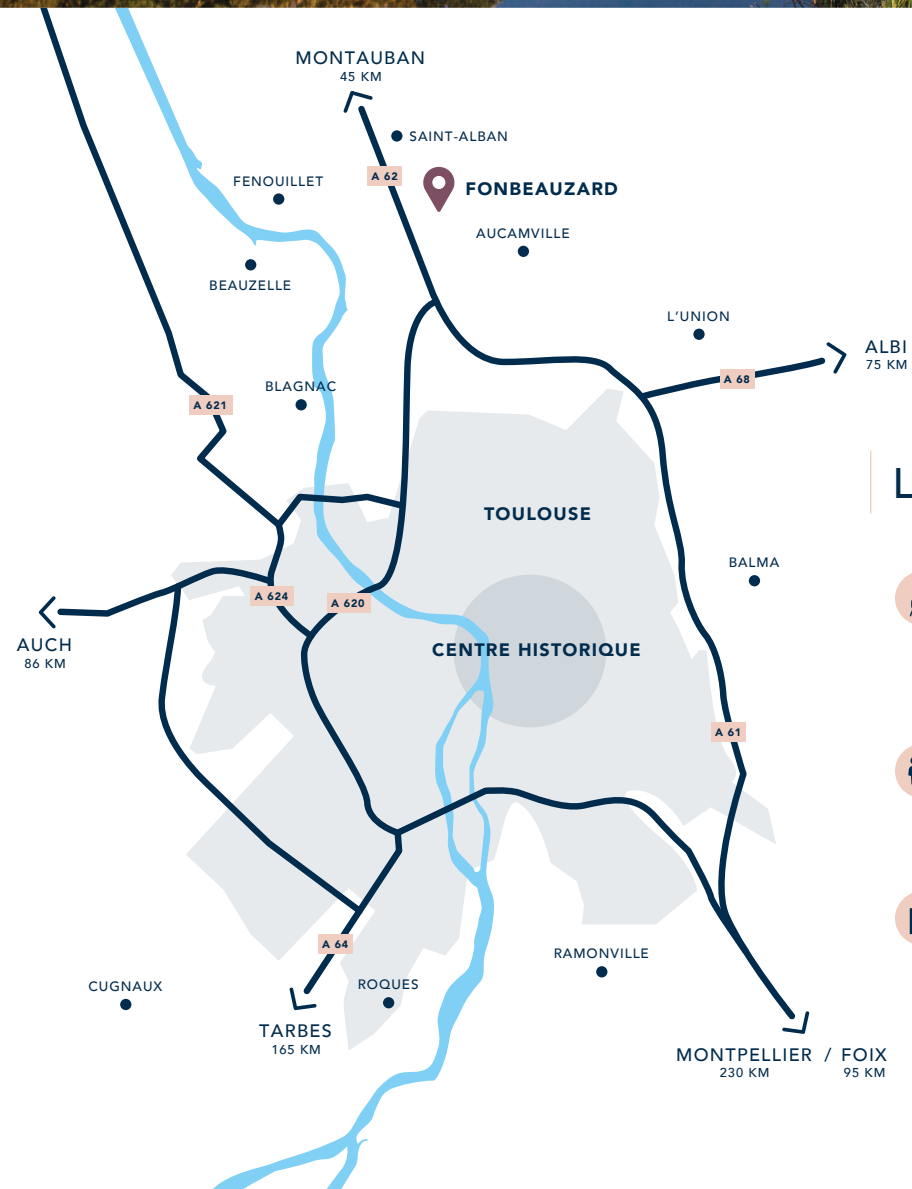 MONTAUBAN
45 KM
SAINT-ALBAN
A 62
FENOUILLET
FONBEAUZARD
AUCAMVILLE
BEAUZELLE
L'UNION
ALBI
75 KM
A 68
BLAGNAC
A 621
L
TOULOUSE
BALMA
A 624
A 620
AUCH
86 KM
CENTRE HISTORIQUE
A 61
A 64
RAMONVILLE
CUGNAUX
ROQUES
TARBES
165 KM
MONTPELLIER / FOIX
230 KM 95 KM